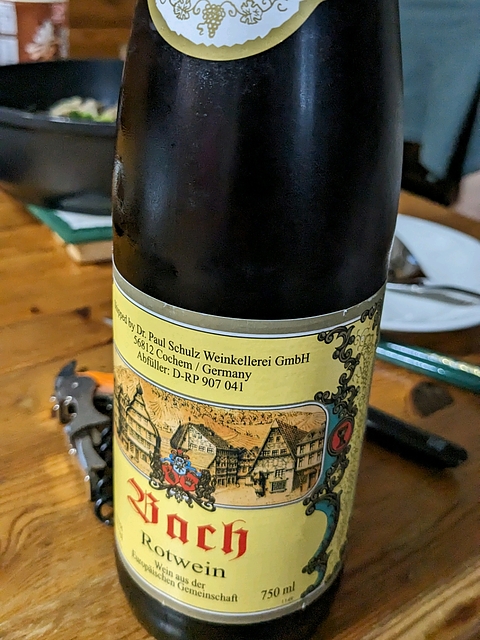 by Dr. Paul Schulz Weinkellerei GmbH
56812 Cochem / Germany
Abfüller: D-RP 907 041
Bach
Rotwein
Wein aus der
Europäischen Gemeinschaft
750 ml